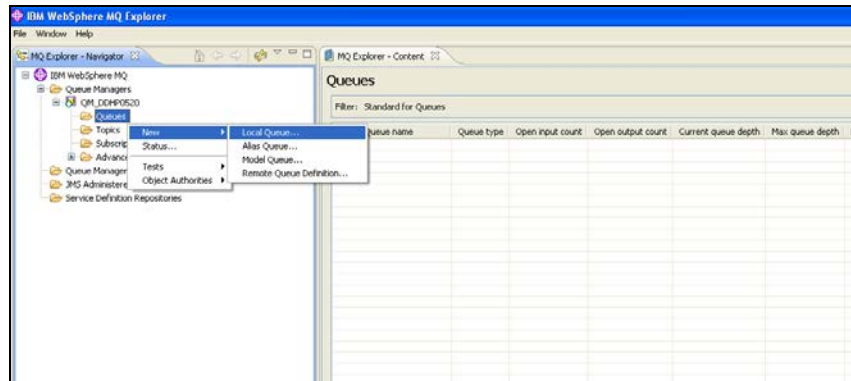 IBM WebSphere MQ Explorer
File Window Help
MQ Explorer - Navigator
IBM WebSphere MQ
Queue Managers
QM_DDHP0520
Queues
Topics
Subscrip
Advance
Queue Manager
JMS Administere
Service Definition Repositories
New
Status...
Tests
Object Authorities
Local Queue...
Alias Queue...
Model Queue...
Remote Queue Definition...
MQ Explorer - Content
Queues
Filter: Standard for Queues
ueue name Queue type Open input count Open output count Current queue depth Max queue depth